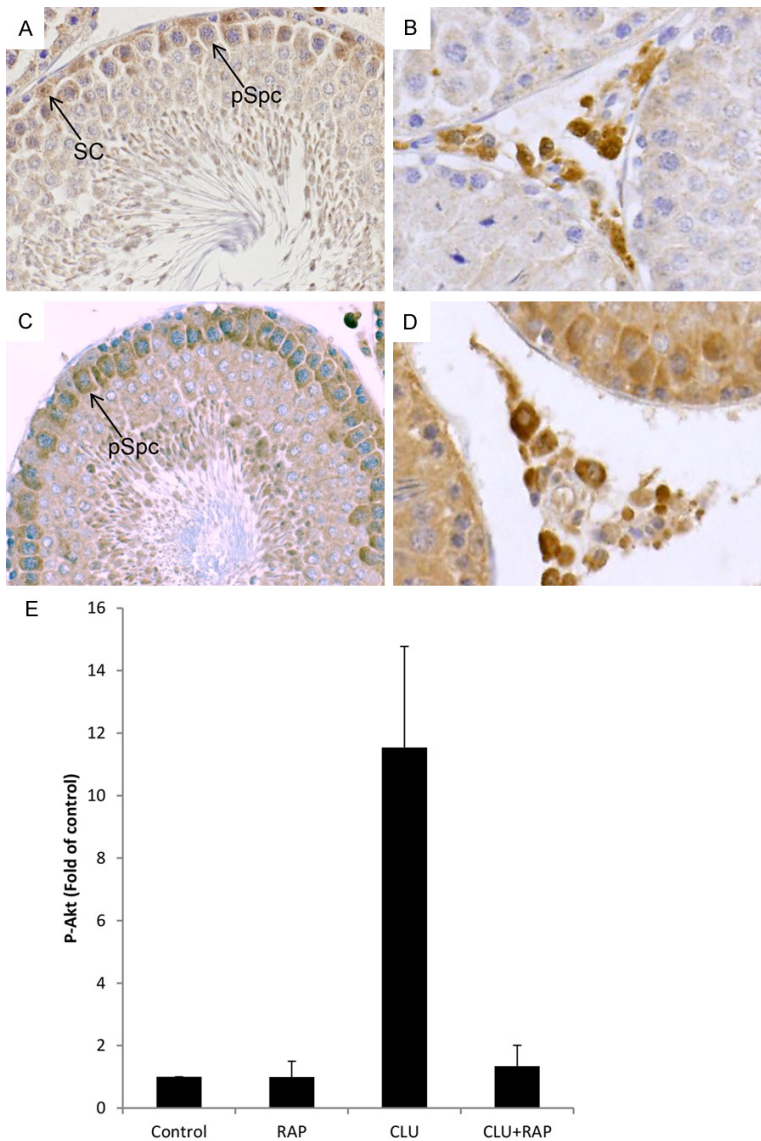 A
pSpc
SC
B
C
pSpc
D
E
P-Akt (Fold of control)
16
14
12
10
8
6
4
2
0
Control RAP CLU CLU+RAP